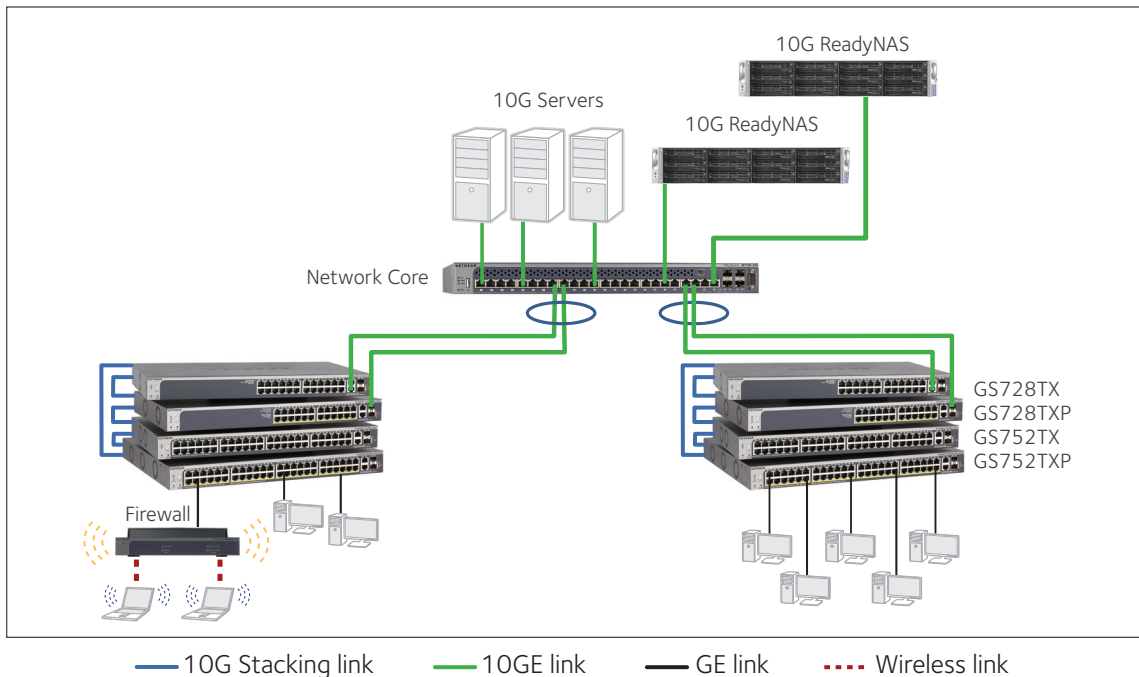 10G ReadyNAS
10G Servers
10G ReadyNAS
NETGEAR
Network Core
GS728TX
GS728TXP
GS752TX
GS752TXP
Firewall
10G Stacking link
10GE link
GE link
Wireless link